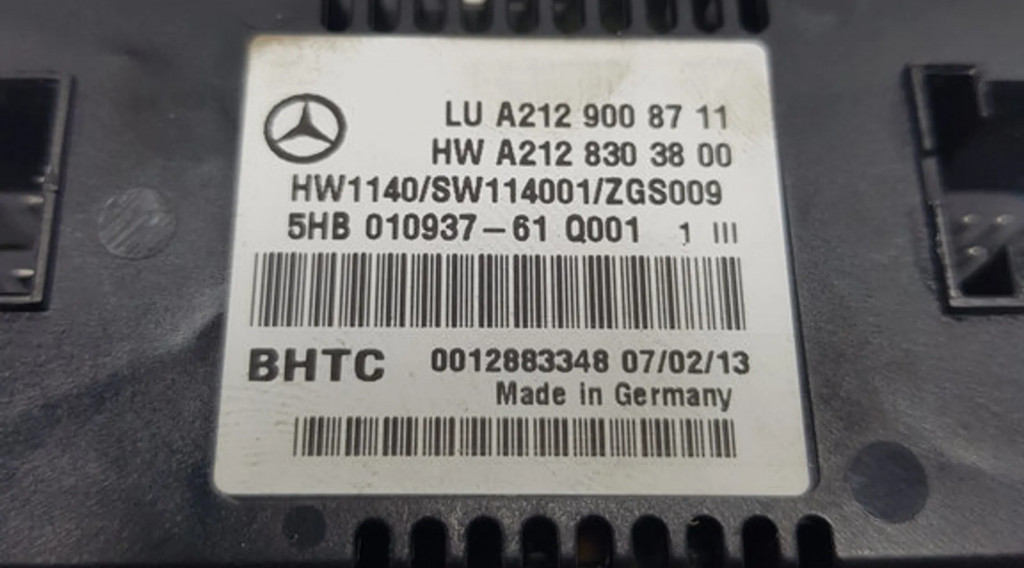 LU A212 900 87 11
HW A212 830 38 00
HW1140/SW114001/ZGS009
5HB 010937-61 Q001 1 III
BHTC 0012883348 07/02/13
Made in Germany